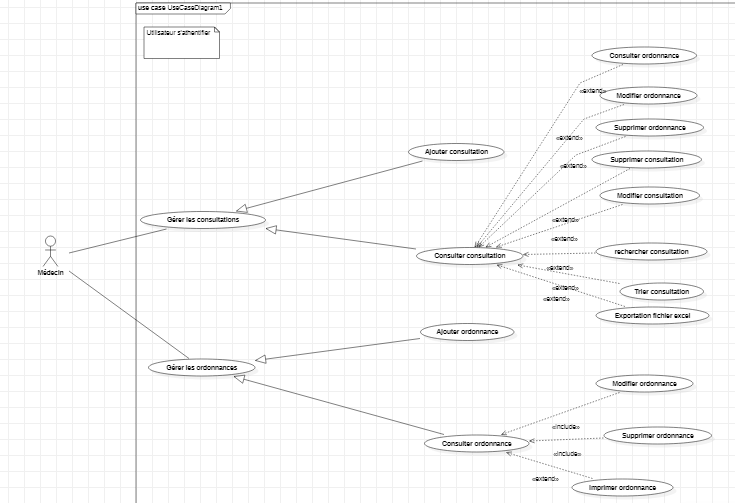 use case UseCaseDiagram1
Utilisateur s'athentifier
Consulter ordonnance
«extend»
Modifier ordonnance
Supprimer ordonnance
«extend»
Ajouter consultation
Supprimer consultation
«extend»
Modifier consultation
Gérer les consultations
«extend»
«extend»
Médecin
Consulter consultation
rechercher consultation
«extend»
Trier consultation
«extend»
«extend»
Exportation fichier excel
Ajouter ordonnance
Gérer les ordonnances
Modifier ordonnance
«include»
Supprimer ordonnance
Consulter ordonnance
«include»
«extend»
Imprimer ordonnance